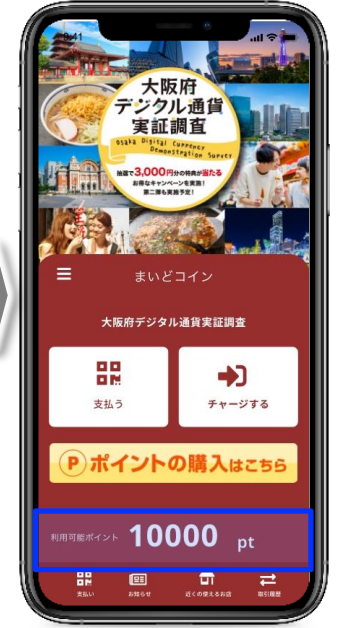 9:41
大阪府
デジタル通貨
実証調査
Osaka Digital Currency
Demonstration Survey
抽選で3,000円分の特典が当たる
お得なキャンペーンを実施!
第二弾も実施予定!
まいどコイン
大阪府デジタル通貨実証調査
支払う
チャージする
P ポイントの購入はこちら
利用可能ポイント 10000 pt
支払い お知らせ 近くの使えるお店 取引履歴